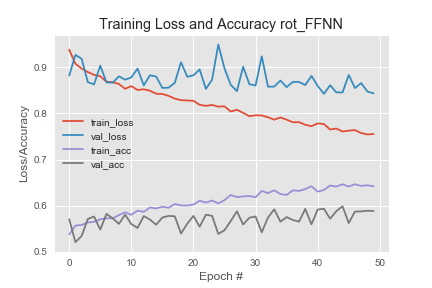 Training Loss and Accuracy rot_FFNN
0.9
0.8
0.7
0.6
0.5
Loss/Accuracy
train_loss
val_loss
train_acc
val_acc
0 10 20 30 40 50
Epoch #